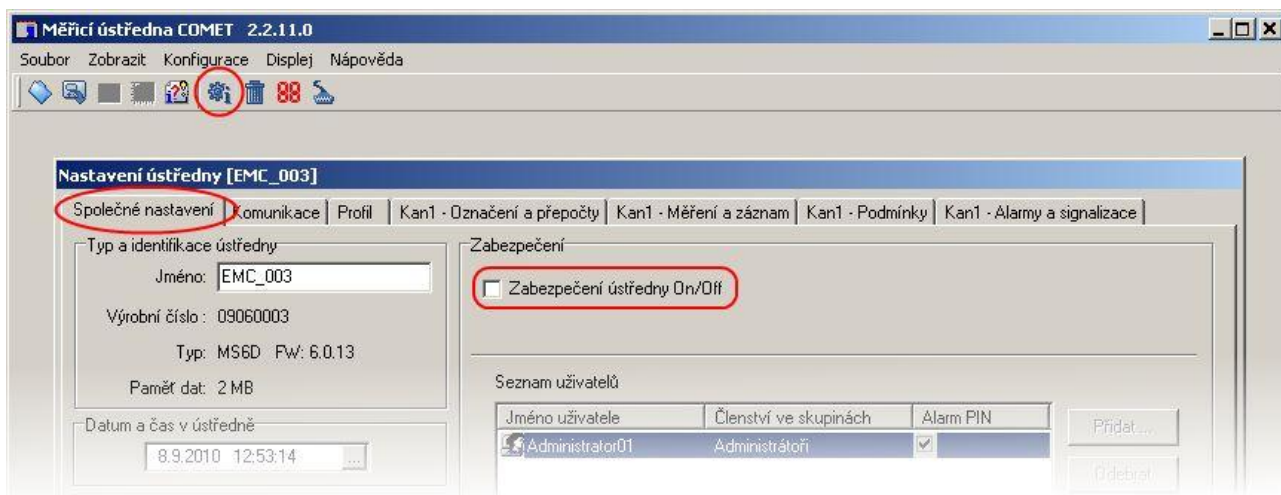 Měřicí ústředna COMET 2.2.11.0
Soubor Zobrazit Konfigurace Displej Nápověda
88
Nastavení ústředny [EMC_003]
Společné nastavení Komunikace Profil Kan1 - Označení a přepočty Kan1 - Měření a záznam Kan1 - Podmínky Kan1 - Alarmy a signalizace
Typ a identifikace ústředny
Jméno: EMC_003
Výrobní číslo : 09060003
Typ: MS6D FW: 6.0.13
Paměť dat: 2 MB
Datum a čas v ústředně
8.9.2010 12:53:14 ...
Zabezpečení
Zabezpečení ústředny On/Off
Seznam uživatelů
Jméno uživatele Členství ve skupinách Alarm PIN
Administrator01 Administrátoři
Přidat...
Odebrat